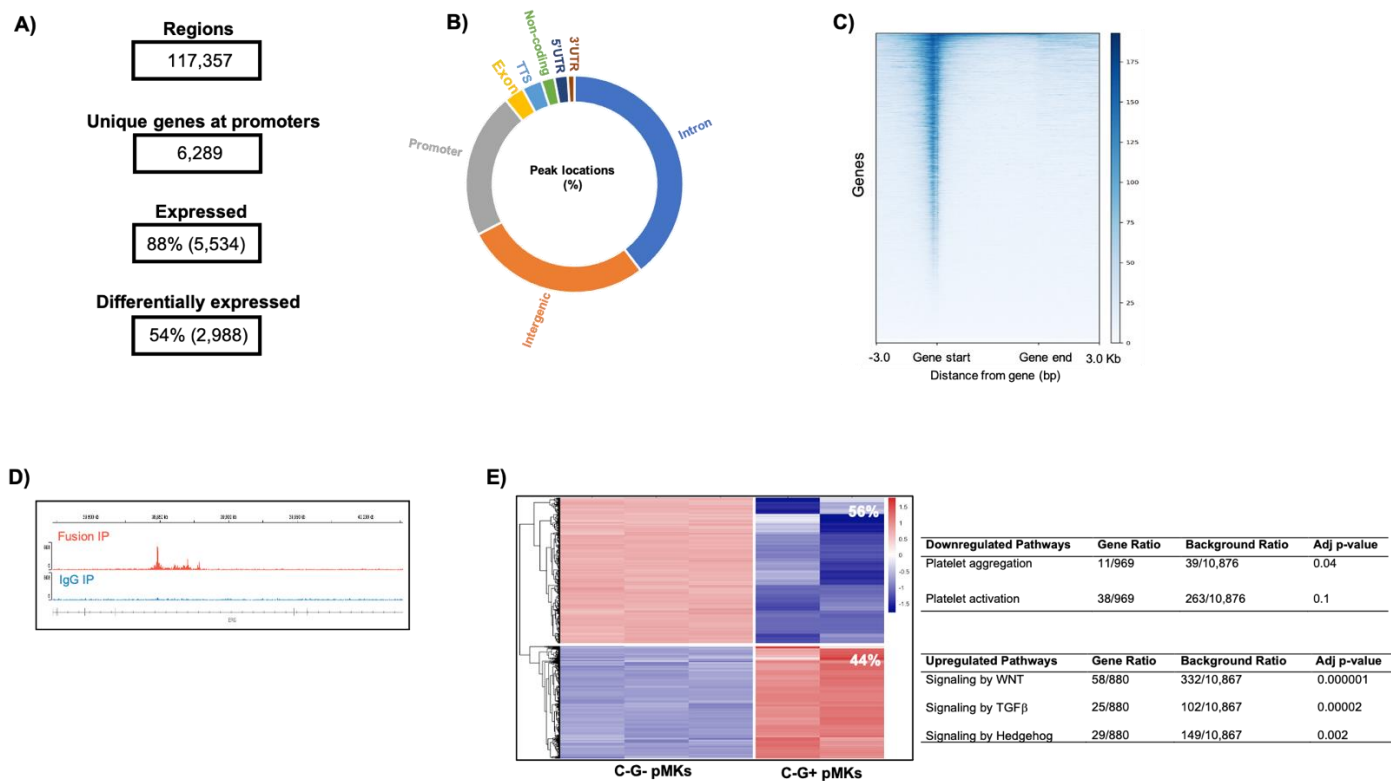 A)
Regions
117,357
Unique genes at promoters
6,289
Expressed
88% (5,534)
Differentially expressed
54% (2,988)
B)
Promoter
Exon
TTS
Non-coding
5'UTR
3'UTR
Intron
Intergenic
Peak locations
(%)
C)
Genes
175
150
125
100
75
50
25
0
-3.0 Gene start Gene end 3.0 Kb
Distance from gene (bp)
D)
Fusion IP
IgG IP
E)
56%
44%
1.5
1
0.5
0
-0.5
-1
-1.5
C-G- pMKs C-G+ pMKs
Downregulated Pathways Gene Ratio Background Ratio Adj p-value
Platelet aggregation 11/969 39/10,876 0.04
Platelet activation 38/969 263/10,876 0.1
Upregulated Pathways Gene Ratio Background Ratio Adj p-value
Signaling by WNT 58/880 332/10,867 0.000001
Signaling by TGFβ 25/880 102/10,867 0.00002
Signaling by Hedgehog 29/880 149/10,867 0.002